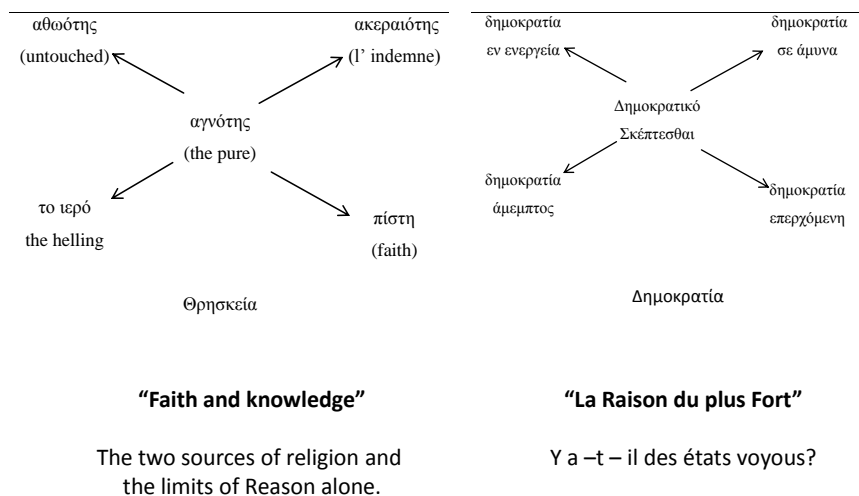 αθωότης
(untouched)
ακεραιότης
(l' indemne)
αγνότης
(the pure)
το ιερό
the helling
πίστη
(faith)
Θρησκεία
“Faith and knowledge”
The two sources of religion and
the limits of Reason alone.
δημοκρατία
εν ενεργεία
δημοκρατία
σε άμυνα
Δημοκρατικό
Σκέπτεσθαι
δημοκρατία
άμεμπτος
δημοκρατία
επερχόμενη
Δημοκρατία
“La Raison du plus Fort”
Y a –t – il des états voyous?